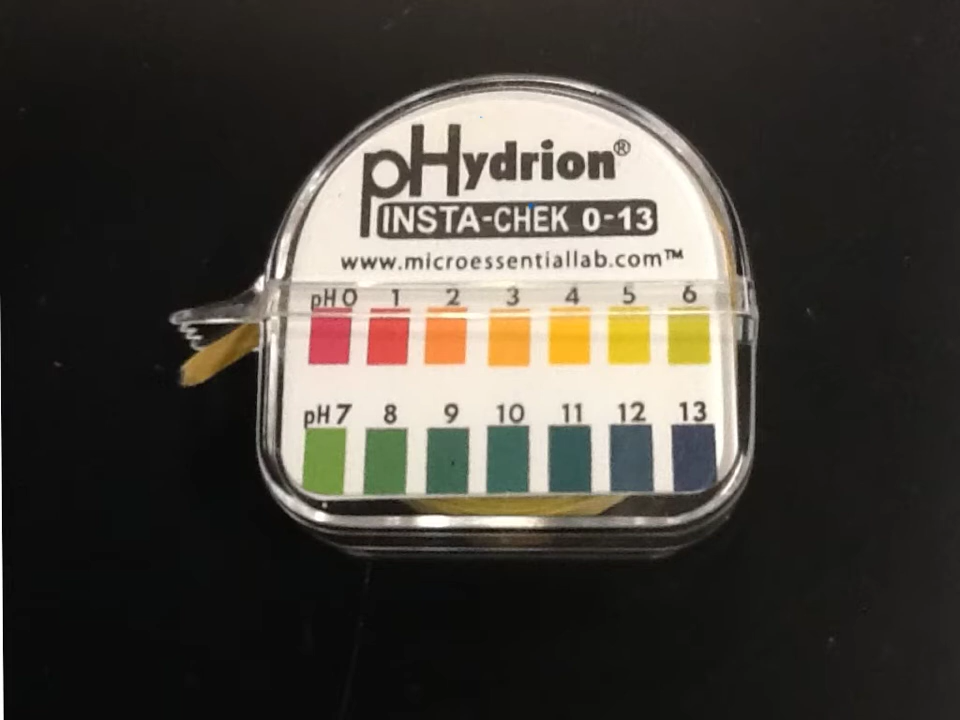 pHydrion®
INSTA-CHEK 0-13
www.microessentiallab.com™
pH 0 1 2 3 4 5 6
pH 7 8 9 10 11 12 13